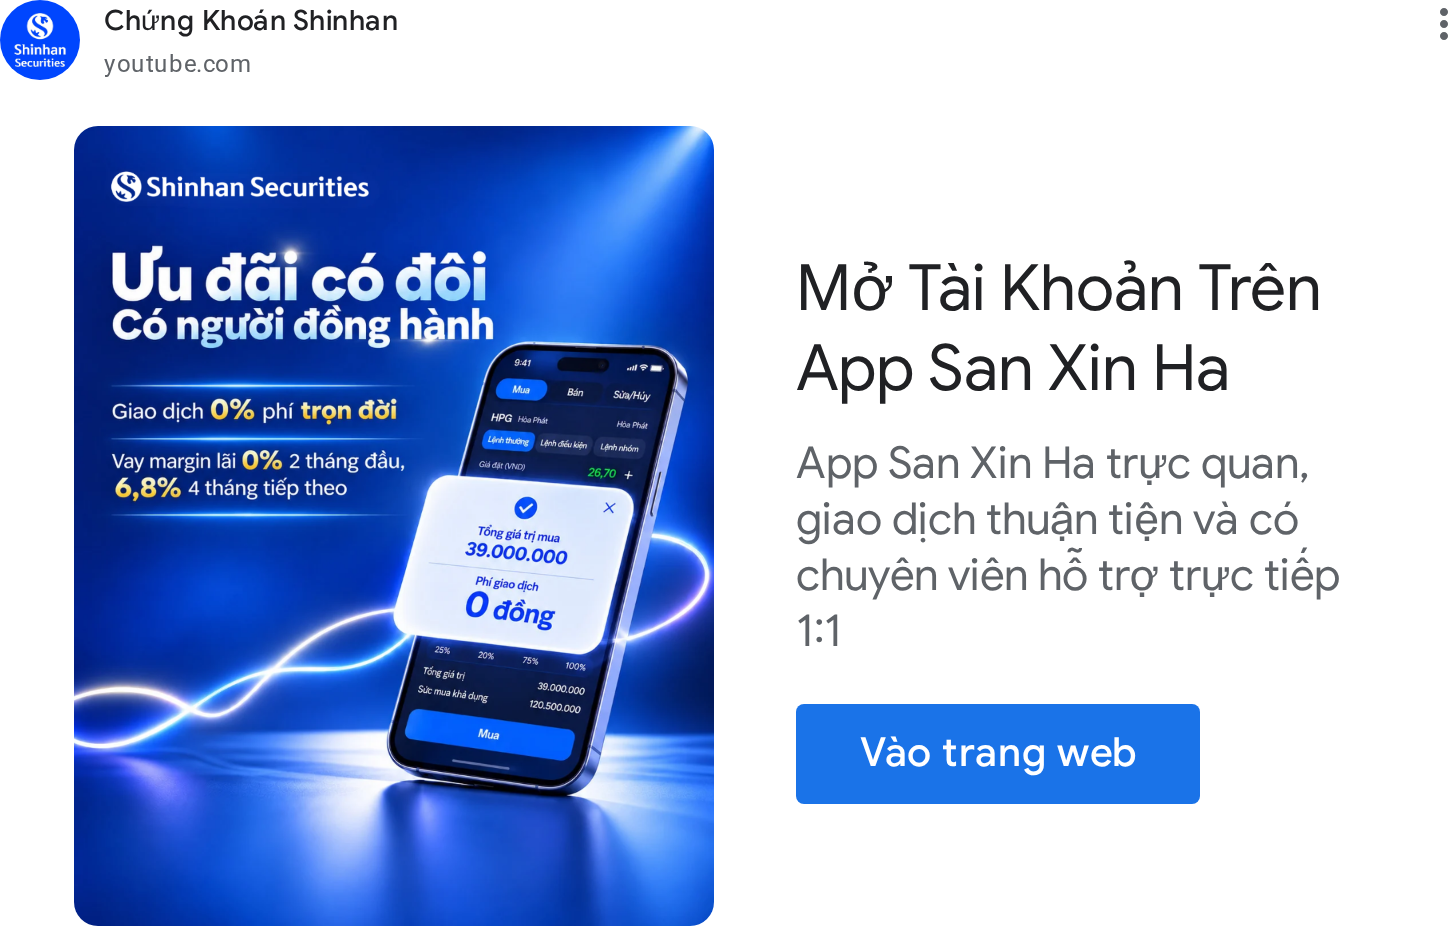 Shinhan
Securities
Chứng Khoán Shinhan
youtube.com
Shinhan Securities
Ưu đãi có đôi
Có người đồng hành
Giao dịch 0% phí trọn đời
Vay margin lãi 0% 2 tháng đầu,
6,8% 4 tháng tiếp theo
9:41
Mua Bán Sửa/Hủy
HPG Hòa Phát Hòa Phát
Lệnh thường Lệnh điều kiện Lệnh nhóm
Giá đặt (VND) 26,70 +
Tổng giá trị mua
39.000.000
Phí giao dịch
0 đồng
25% 20% 75% 100%
Tổng giá trị 39.000.000
Sức mua khả dụng 120.500.000
Mua
Mở Tài Khoản Trên
App San Xin Ha
App San Xin Ha trực quan,
giao dịch thuận tiện và có
chuyên viên hỗ trợ trực tiếp
1:1
Vào trang web